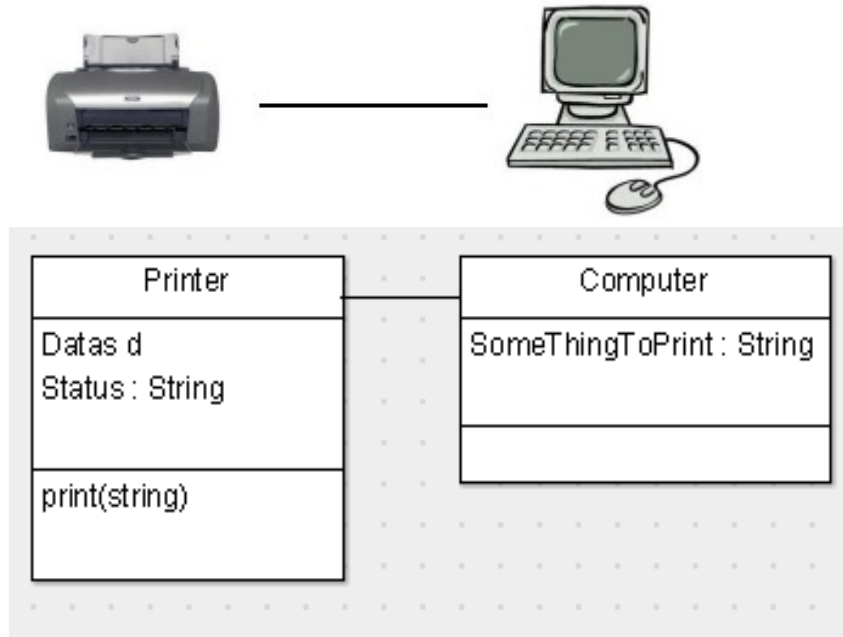 Printer
Datas d
Status : String
print(string)
Computer
SomeThingToPrint : String